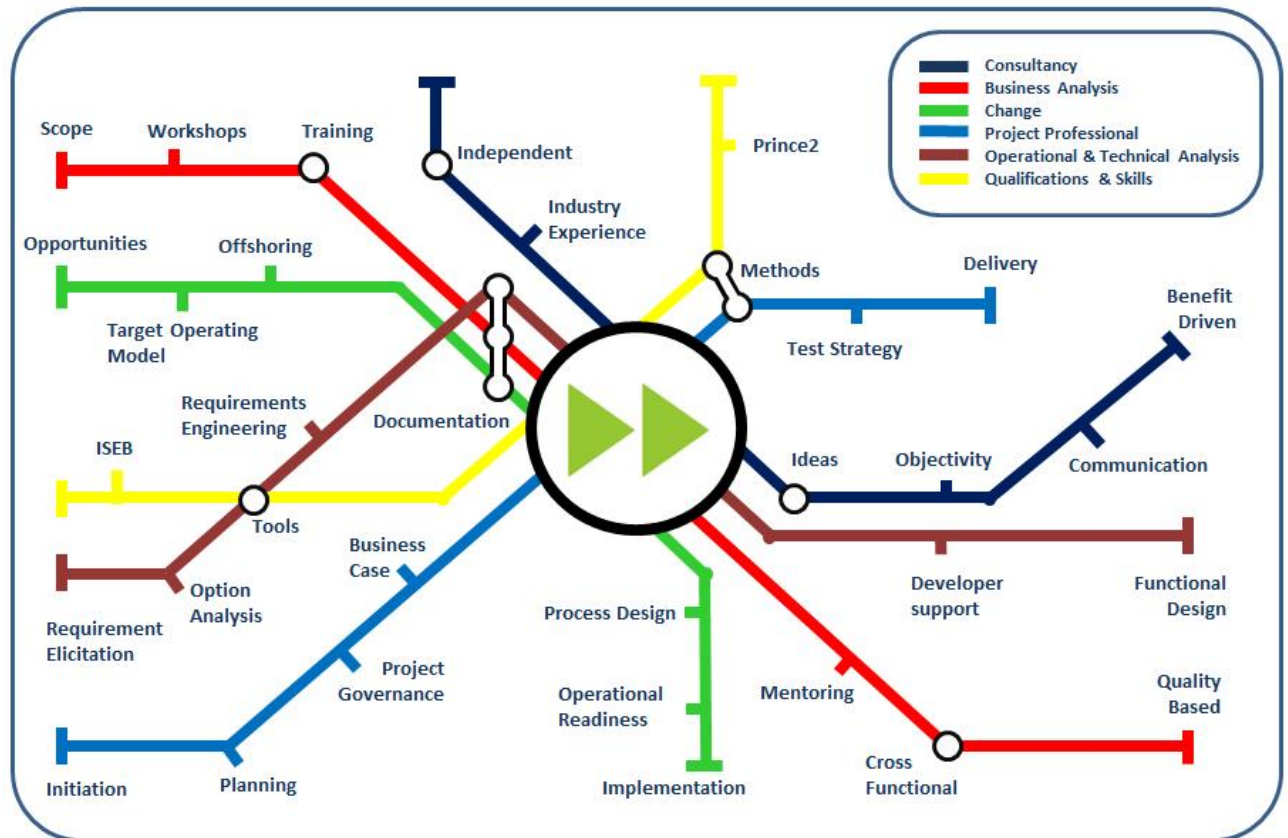 Consultancy
Business Analysis
Change
Project Professional
Operational & Technical Analysis
Qualifications & Skills
Scope
Workshops
Training
Independent
Prince2
Industry
Experience
Opportunities
Offshoring
Methods
Delivery
Target Operating
Model
Test Strategy
Benefit
Driven
Requirements
Engineering
Documentation
ISEB
Tools
Ideas
Objectivity
Communication
Business
Case
Option
Analysis
Requirement
Elicitation
Developer
support
Functional
Design
Process Design
Project
Governance
Operational
Readiness
Mentoring
Quality
Based
Initiation
Planning
Implementation
Cross
Functional